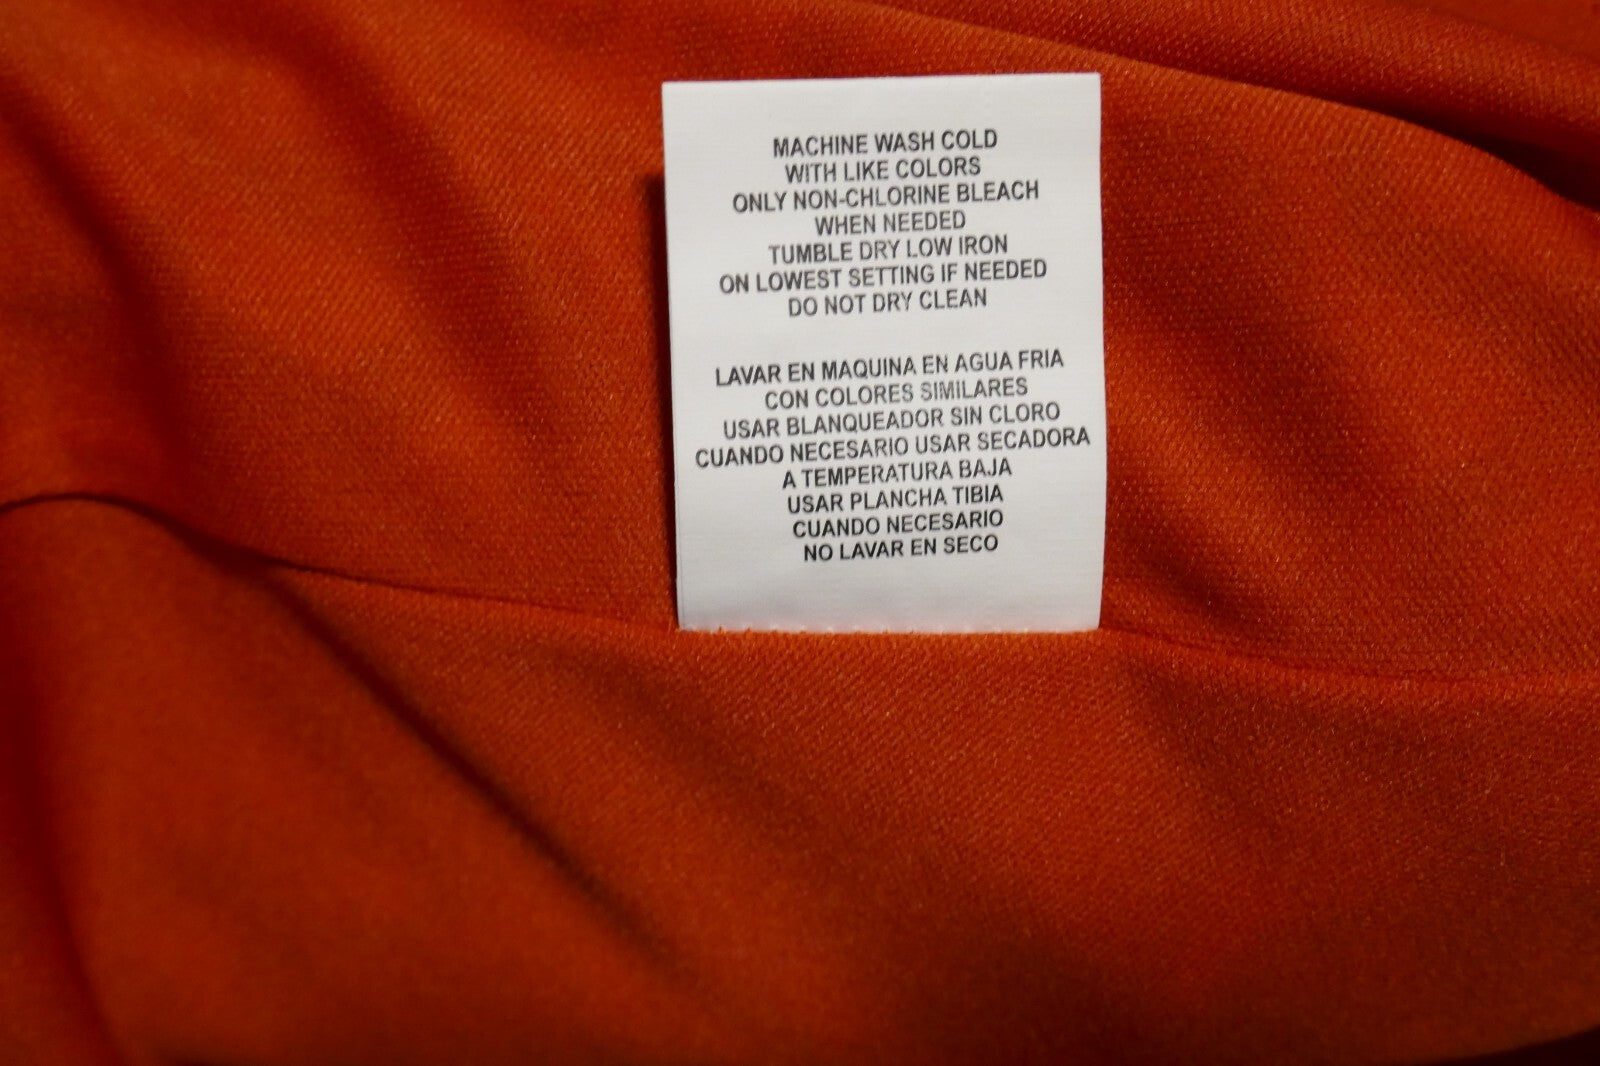 MACHINE WASH COLD
WITH LIKE COLORS
ONLY NON-CHLORINE BLEACH
WHEN NEEDED
TUMBLE DRY LOW IRON
ON LOWEST SETTING IF NEEDED
DO NOT DRY CLEAN
LAVAR EN MAQUINA EN AGUA FRIA
CON COLORES SIMILARES
USAR BLANQUEADOR SIN CLORO
CUANDO NECESARIO USAR SECADORA
A TEMPERATURA BAJA
USAR PLANCHA TIBIA
CUANDO NECESARIO
NO LAVAR EN SECO